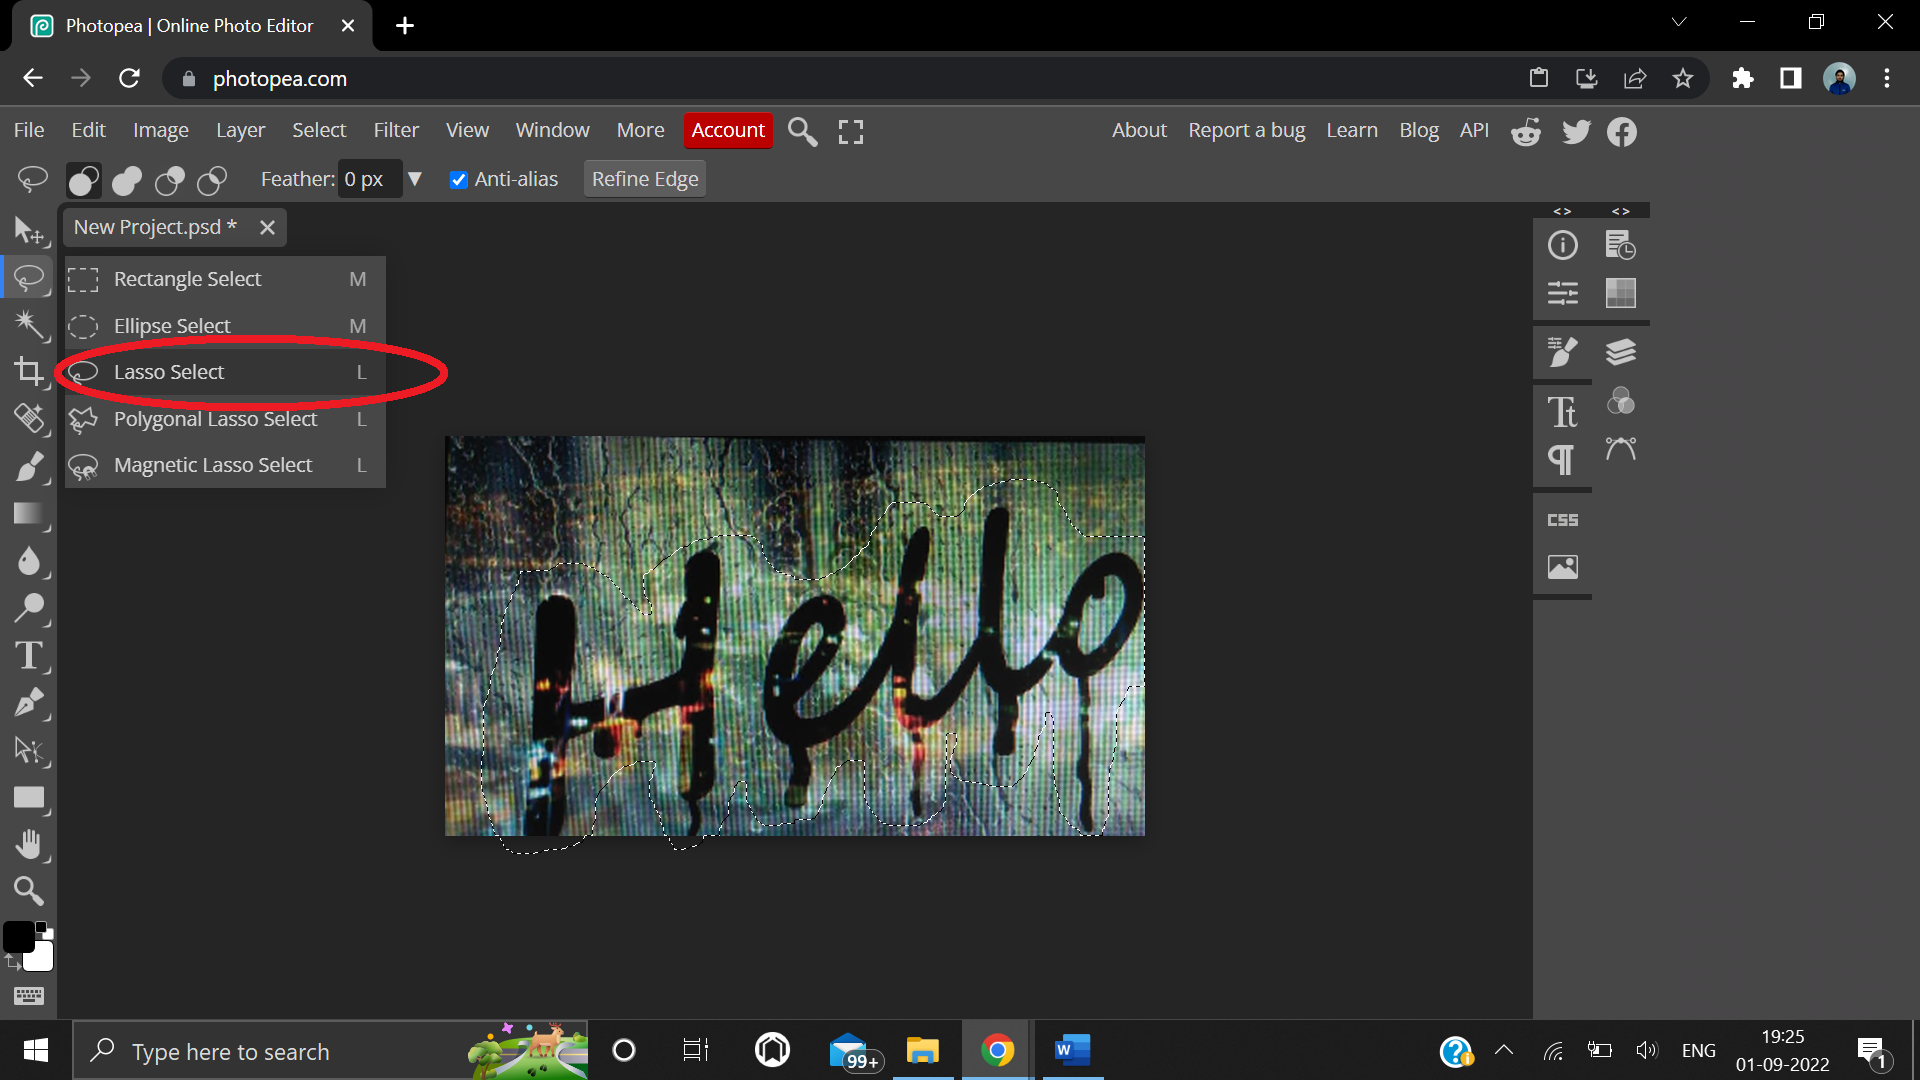 Photopea | Online Photo Editor
photopea.com
File Edit Image Layer Select Filter View Window More Account About Report a bug Learn Blog API
Feather: 0 px Anti-alias Refine Edge
New Project.psd *
Rectangle Select M
Ellipse Select M
Lasso Select L
Polygonal Lasso Select L
Magnetic Lasso Select L
Hello
CSS
Type here to search
99+
ENG
19:25
01-09-2022
1